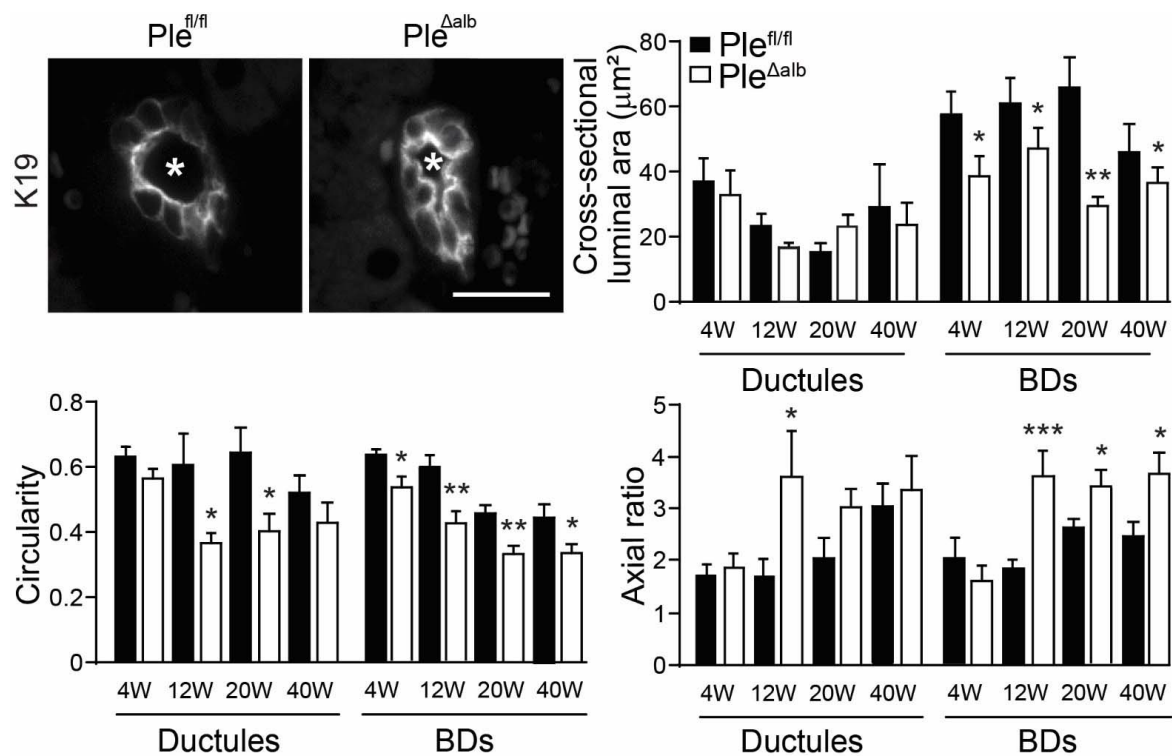 Ple fl/fl
Ple Δalb
K19
*
*
Cross-sectional
luminal ara (µm²)
80
60
40
20
0
Ple fl/fl
Ple Δalb
*
*
**
*
4W 12W 20W 40W 4W 12W 20W 40W
Ductules BDs
Circularity
0.8
0.6
0.4
0.2
0
*
*
*
**
**
*
4W 12W 20W 40W 4W 12W 20W 40W
Ductules BDs
Axial ratio
5
4
3
2
1
0
*
***
*
*
4W 12W 20W 40W 4W 12W 20W 40W
Ductules BDs